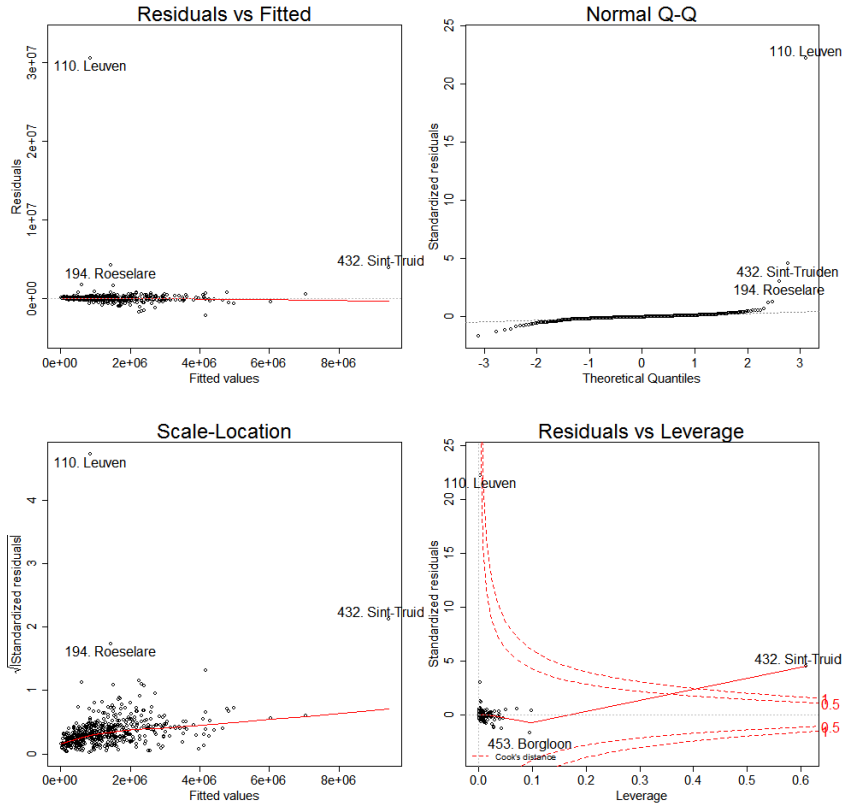 Residuals vs Fitted
3e+07
2e+07
1e+07
0e+00
Residuals
110. Leuven
194. Roeselare
432. Sint-Truid
0e+00 2e+06 4e+06 6e+06 8e+06
Fitted values
Normal Q-Q
25
20
15
10
5
0
Standardized residuals
110. Leuven
432. Sint-Truiden
194. Roeselare
-3 -2 -1 0 1 2 3
Theoretical Quantiles
Scale-Location
4
3
2
1
0
√|Standardized residuals|
110. Leuven
432. Sint-Truid
194. Roeselare
0e+00 2e+06 4e+06 6e+06 8e+06
Fitted values
Residuals vs Leverage
25
20
15
10
5
0
Standardized residuals
110. Leuven
432. Sint-Truid
1
0.5
0.5
1
453. Borgloon
Cook's distance
0.0 0.1 0.2 0.3 0.4 0.5 0.6
Leverage